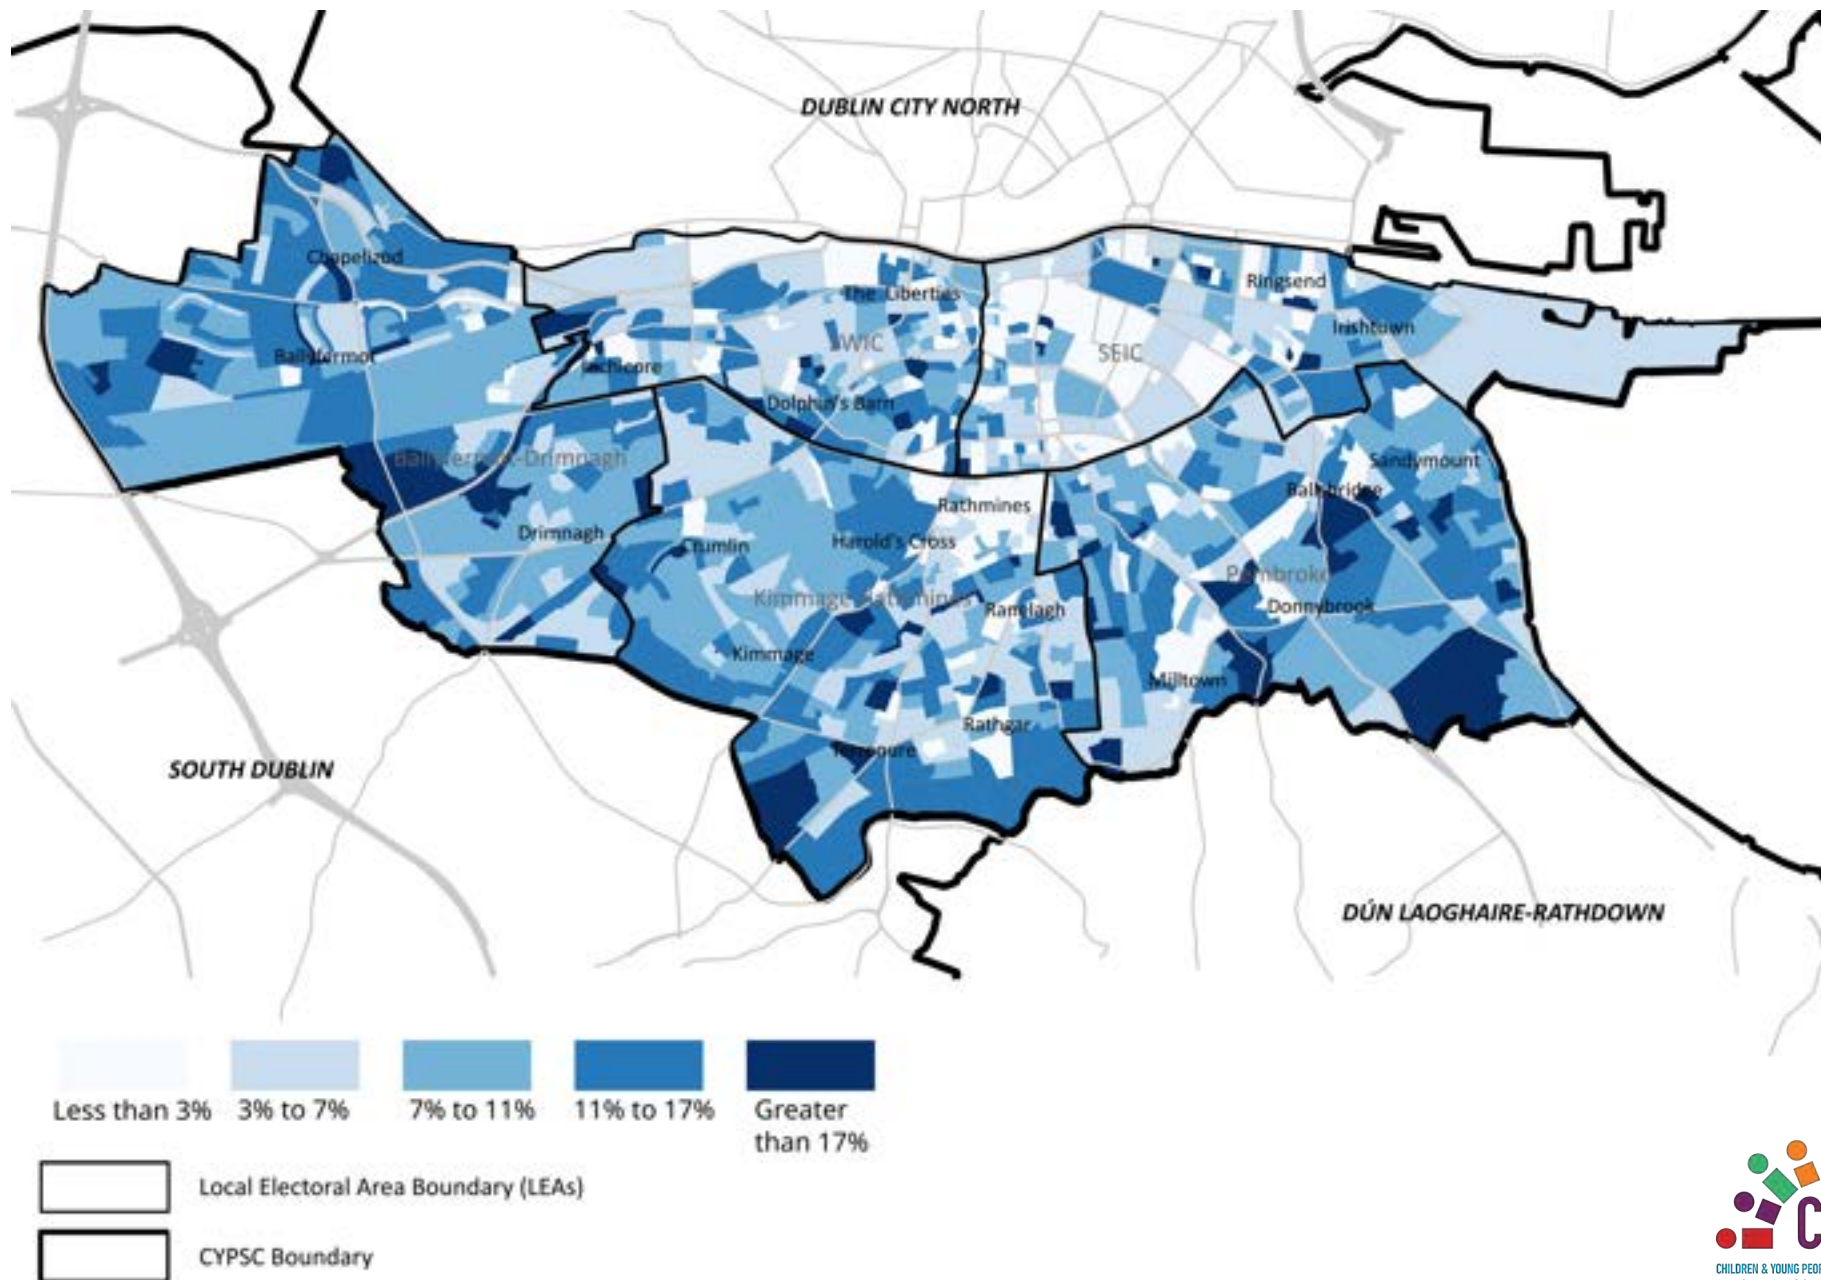 DUBLIN CITY NORTH
Chapelizod
Ringsend
The Liberties
Irishtown
SWIC
SEIC
Ballyfermot
Inchicore
Dolphin's Barn
Ballyfermot-Drimnagh
Sandymount
Ballsbridge
Rathmines
Drimnagh
Crumlin
Harold's Cross
Pembroke
Kimmage-Rathmines
Ranelagh
Donnybrook
Kimmage
Milltown
Rathgar
Terenure
SOUTH DUBLIN
DÚN LAOGHAIRE-RATHDOWN
Less than 3%
3% to 7%
7% to 11%
11% to 17%
Greater
than 17%
Local Electoral Area Boundary (LEAs)
CYPSC Boundary
C
CHILDREN & YOUNG PEO